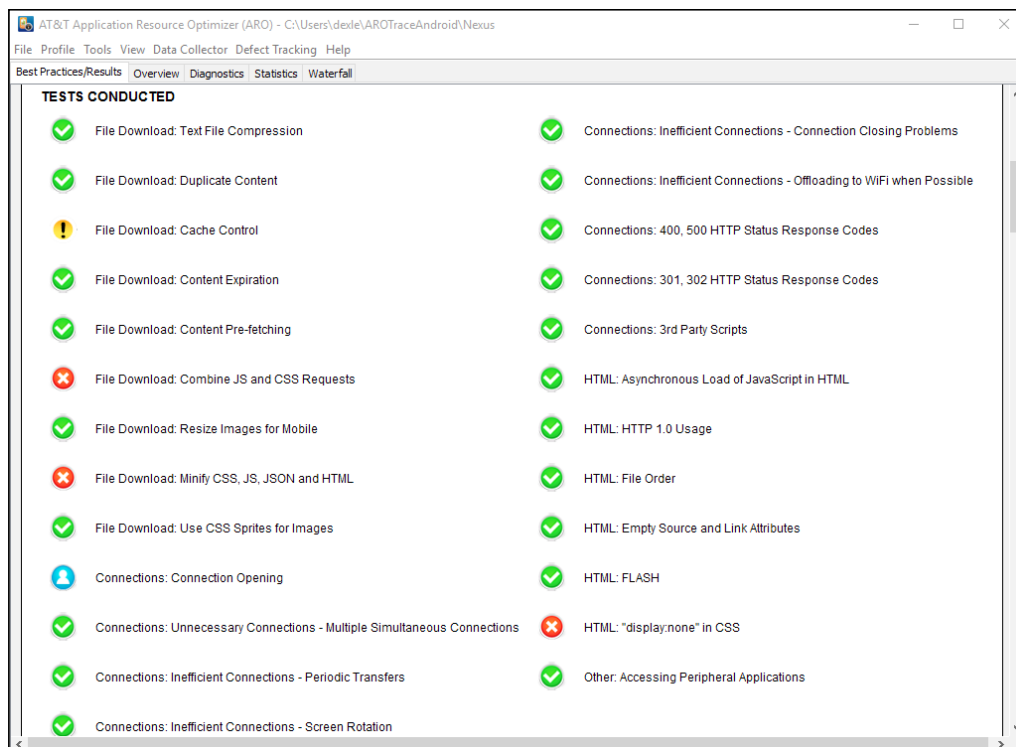 AT&T Application Resource Optimizer (ARO) - C:\Users\dexle\AROTraceAndroid\Nexus
File Profile Tools View Data Collector Defect Tracking Help
Best Practices/Results Overview Diagnostics Statistics Waterfall
TESTS CONDUCTED
File Download: Text File Compression
File Download: Duplicate Content
File Download: Cache Control
File Download: Content Expiration
File Download: Content Pre-fetching
File Download: Combine JS and CSS Requests
File Download: Resize Images for Mobile
File Download: Minify CSS, JS, JSON and HTML
File Download: Use CSS Sprites for Images
Connections: Connection Opening
Connections: Unnecessary Connections - Multiple Simultaneous Connections
Connections: Inefficient Connections - Periodic Transfers
Connections: Inefficient Connections - Screen Rotation
Connections: Inefficient Connections - Connection Closing Problems
Connections: Inefficient Connections - Offloading to WiFi when Possible
Connections: 400, 500 HTTP Status Response Codes
Connections: 301, 302 HTTP Status Response Codes
Connections: 3rd Party Scripts
HTML: Asynchronous Load of JavaScript in HTML
HTML: HTTP 1.0 Usage
HTML: File Order
HTML: Empty Source and Link Attributes
HTML: FLASH
HTML: "display:none" in CSS
Other: Accessing Peripheral Applications